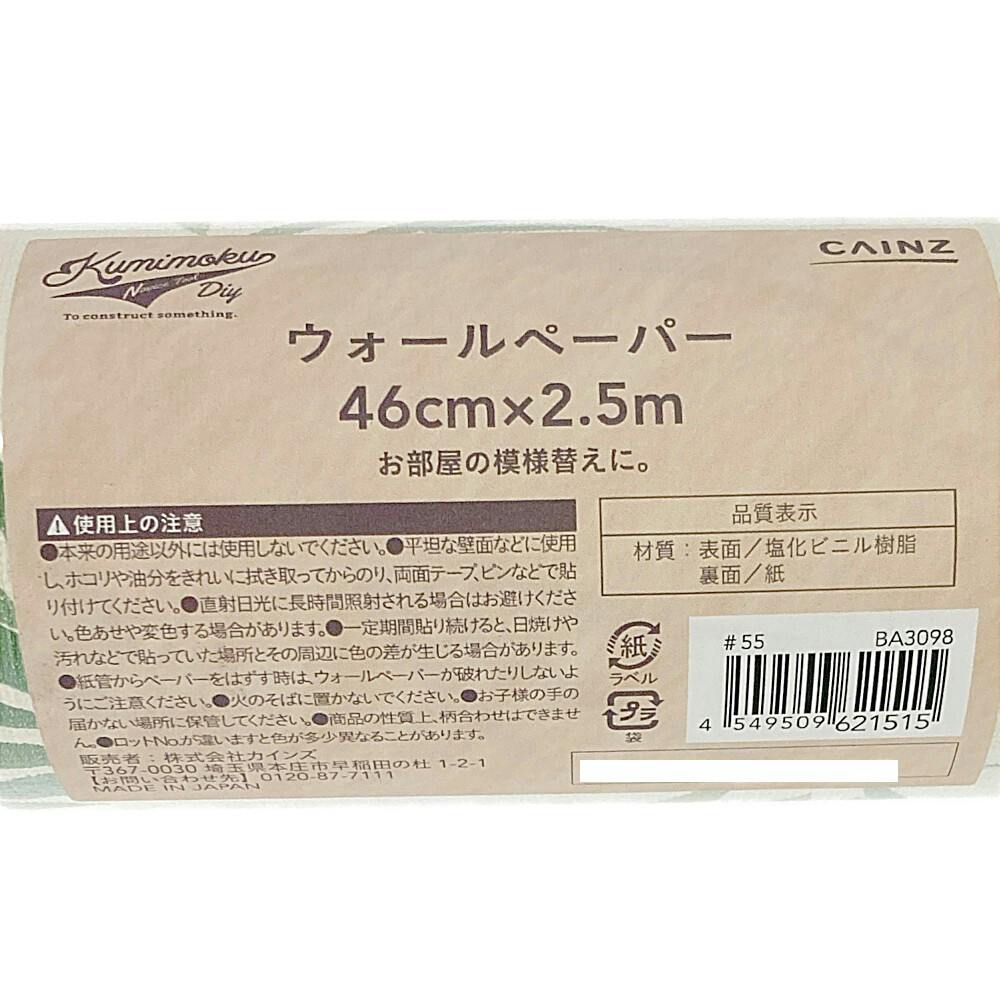 Kumimoku
Novice Tool
Diy
To construct something.
CAINZ
ウォールペーパー
46cm×2.5m
お部屋の模様替えに。
使用上の注意
●本来の用途以外には使用しないでください。●平坦な壁面などに使用
し、ホコリや油分をきれいに拭き取ってからのり、両面テープ、ピンなどで貼
り付けてください。●直射日光に長時間照射される場合はお避けくださ
い。色あせや変色する場合があります。●一定期間貼り続けると、日焼けや
汚れなどで貼っていた場所とその周辺に色の差が生じる場合があります。
●紙管からペーパーをはずす時は、ウォールペーパーが破れたりしないよ
うにご注意ください。●火のそばに置かないでください。●お子様の手の
届かない場所に保管してください。●商品の性質上、柄合わせはできませ
ん。●ロットNo.が違いますと色が多少異なることがあります。
販売者：株式会社カインズ
〒367-0030 埼玉県本庄市早稲田の杜 1-2-1
【お問い合わせ先】0120-87-7111
MADE IN JAPAN
品質表示
材質：表面／塩化ビニル樹脂
裏面／紙
紙
ラベル
プラ
袋
#55 BA3098
4 549509 621515